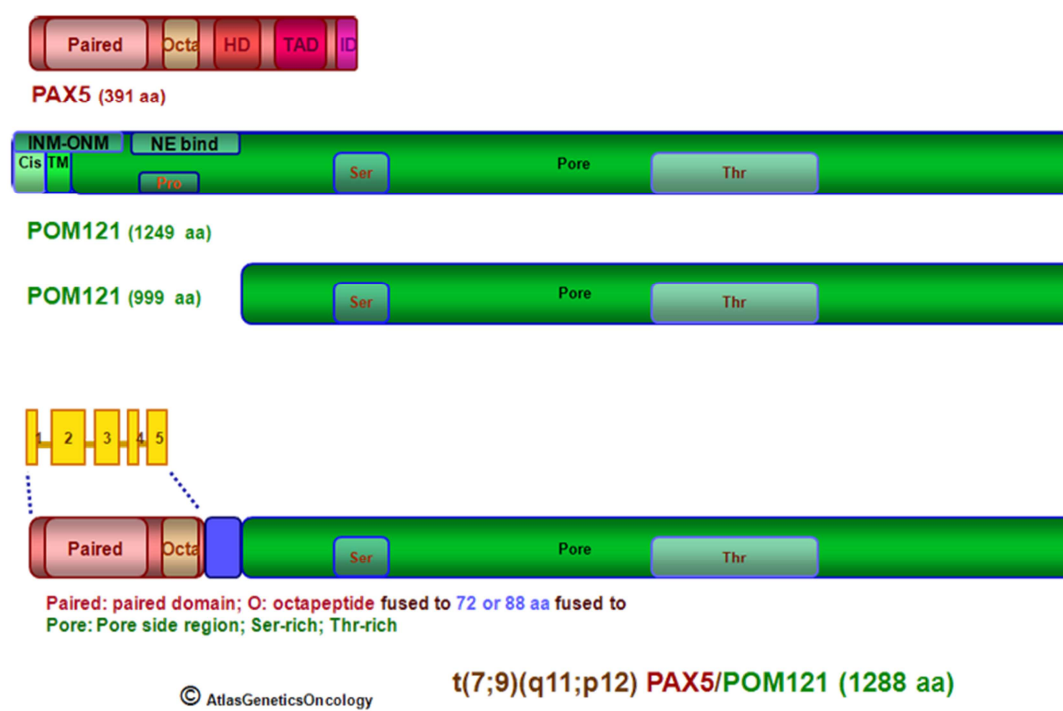 Paired Octa HD TAD ID
PAX5 (391 aa)
INM-ONM NE bind
Cis TM Pro Ser Pore Thr
POM121 (1249 aa)
POM121 (999 aa) Ser Pore Thr
1 2 3 4 5
Paired Octa Ser Pore Thr
Paired: paired domain; O: octapeptide fused to 72 or 88 aa fused to
Pore: Pore side region; Ser-rich; Thr-rich
t(7;9)(q11;p12) PAX5/POM121 (1288 aa)
© AtlasGeneticsOncology